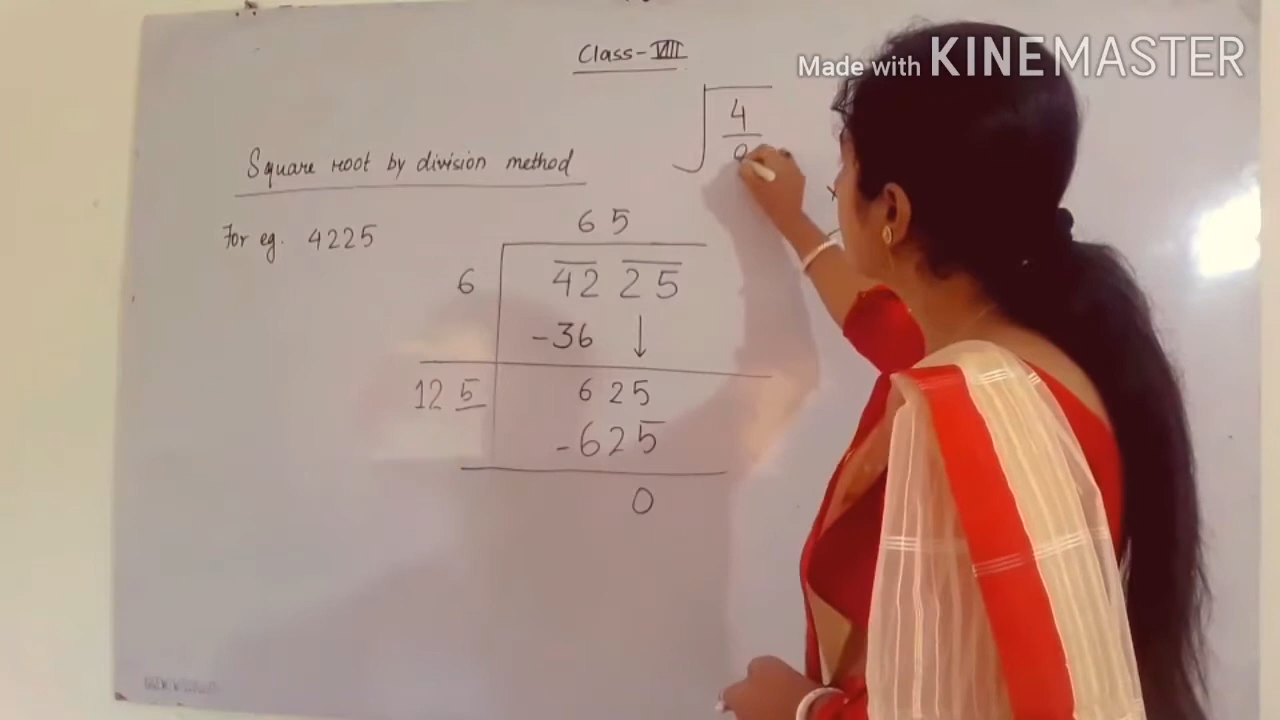 Made with KINEMASTER
Class-VIII
√4/9
Square root by division method
For eg. 4225
65
6 42 25
-36 ↓
125 625
-625
0